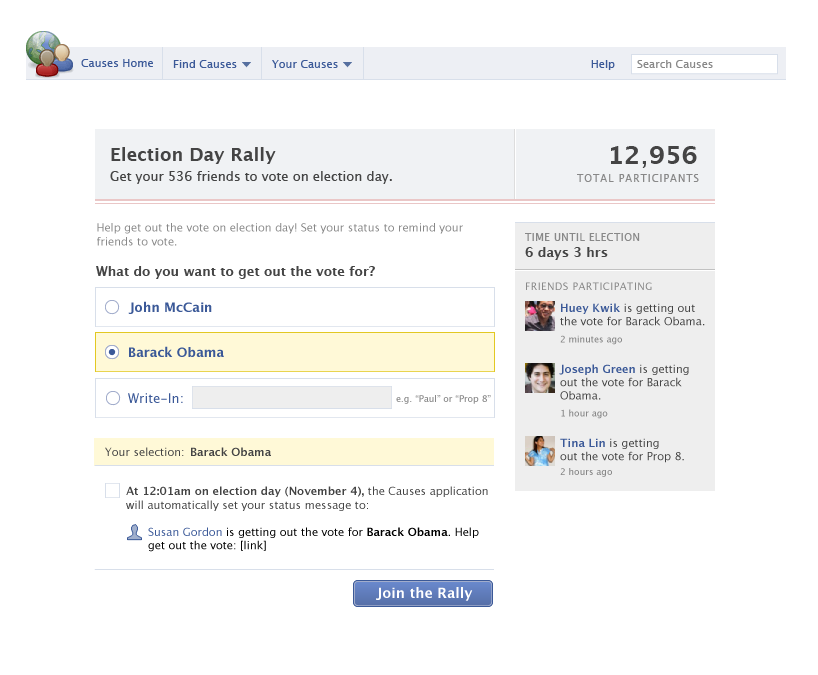 Causes Home
Find Causes
Your Causes
Help
Search Causes
Election Day Rally
Get your 536 friends to vote on election day.
12,956
TOTAL PARTICIPANTS
Help get out the vote on election day! Set your status to remind your
friends to vote.
What do you want to get out the vote for?
John McCain
Barack Obama
Write-In:
e.g. “Paul” or “Prop 8”
Your selection: Barack Obama
At 12:01am on election day (November 4), the Causes application
will automatically set your status message to:
Susan Gordon is getting out the vote for Barack Obama. Help
get out the vote: [link]
Join the Rally
TIME UNTIL ELECTION
6 days 3 hrs
FRIENDS PARTICIPATING
Huey Kwik is getting out
the vote for Barack Obama.
2 minutes ago
Joseph Green is getting
out the vote for Barack
Obama.
1 hour ago
Tina Lin is getting
out the vote for Prop 8.
2 hours ago